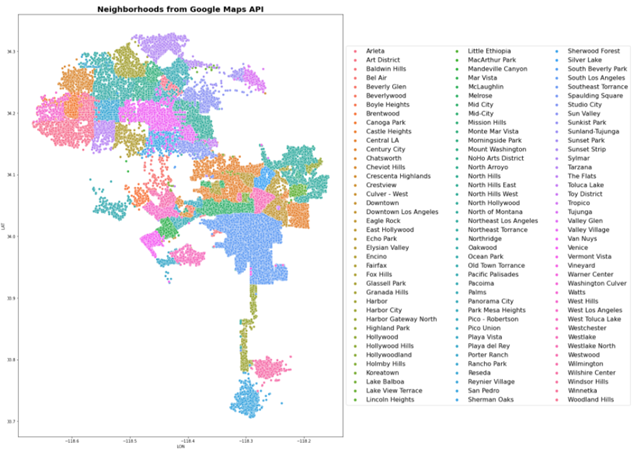 Neighborhoods from Google Maps API
34.3
34.2
34.1
34.0
33.9
33.8
33.7
Lat
−118.6
−118.5
−118.4
−118.3
−118.2
LON
Arleta
Art District
Baldwin Hills
Bel Air
Beverly Glen
Beverlywood
Boyle Heights
Brentwood
Canoga Park
Castle Heights
Central LA
Century City
Chatsworth
Cheviot Hills
Crescenta Highlands
Crestview
Culver - West
Downtown
Downtown Los Angeles
Eagle Rock
East Hollywood
Echo Park
Elysian Valley
Encino
Fairfax
Fox Hills
Glassell Park
Granada Hills
Harbor
Harbor City
Harbor Gateway North
Highland Park
Hollywood
Hollywood Hills
Hollywoodland
Holmby Hills
Koreatown
Lake Balboa
Lake View Terrace
Lincoln Heights
Little Ethiopia
MacArthur Park
Mandeville Canyon
Mar Vista
McLaughlin
Melrose
Mid City
Mid-City
Mission Hills
Monte Mar Vista
Morningside Park
Mount Washington
NoHo Arts District
North Arroyo
North Hills
North Hills East
North Hills West
North Hollywood
North of Montana
Northeast Los Angeles
Northeast Torrance
Northridge
Oakwood
Ocean Park
Old Town Torrance
Pacific Palisades
Pacoima
Palms
Panorama City
Park Mesa Heights
Pico - Robertson
Pico Union
Playa Vista
Playa del Rey
Porter Ranch
Rancho Park
Reseda
Reynier Village
San Pedro
Sherman Oaks
Sherwood Forest
Silver Lake
South Beverly Park
South Los Angeles
Southeast Torrance
Spaulding Square
Studio City
Sun Valley
Sunkist Park
Sunland-Tujunga
Sunset Park
Sunset Strip
Sylmar
Tarzana
The Flats
Toluca Lake
Toy District
Tropico
Tujunga
Valley Glen
Valley Village
Van Nuys
Venice
Vermont Vista
Vineyard
Warner Center
Washington Culver
Watts
West Hills
West Los Angeles
West Toluca Lake
Westchester
Westlake
Westlake North
Westwood
Wilmington
Wilshire Center
Windsor Hills
Winnetka
Woodland Hills